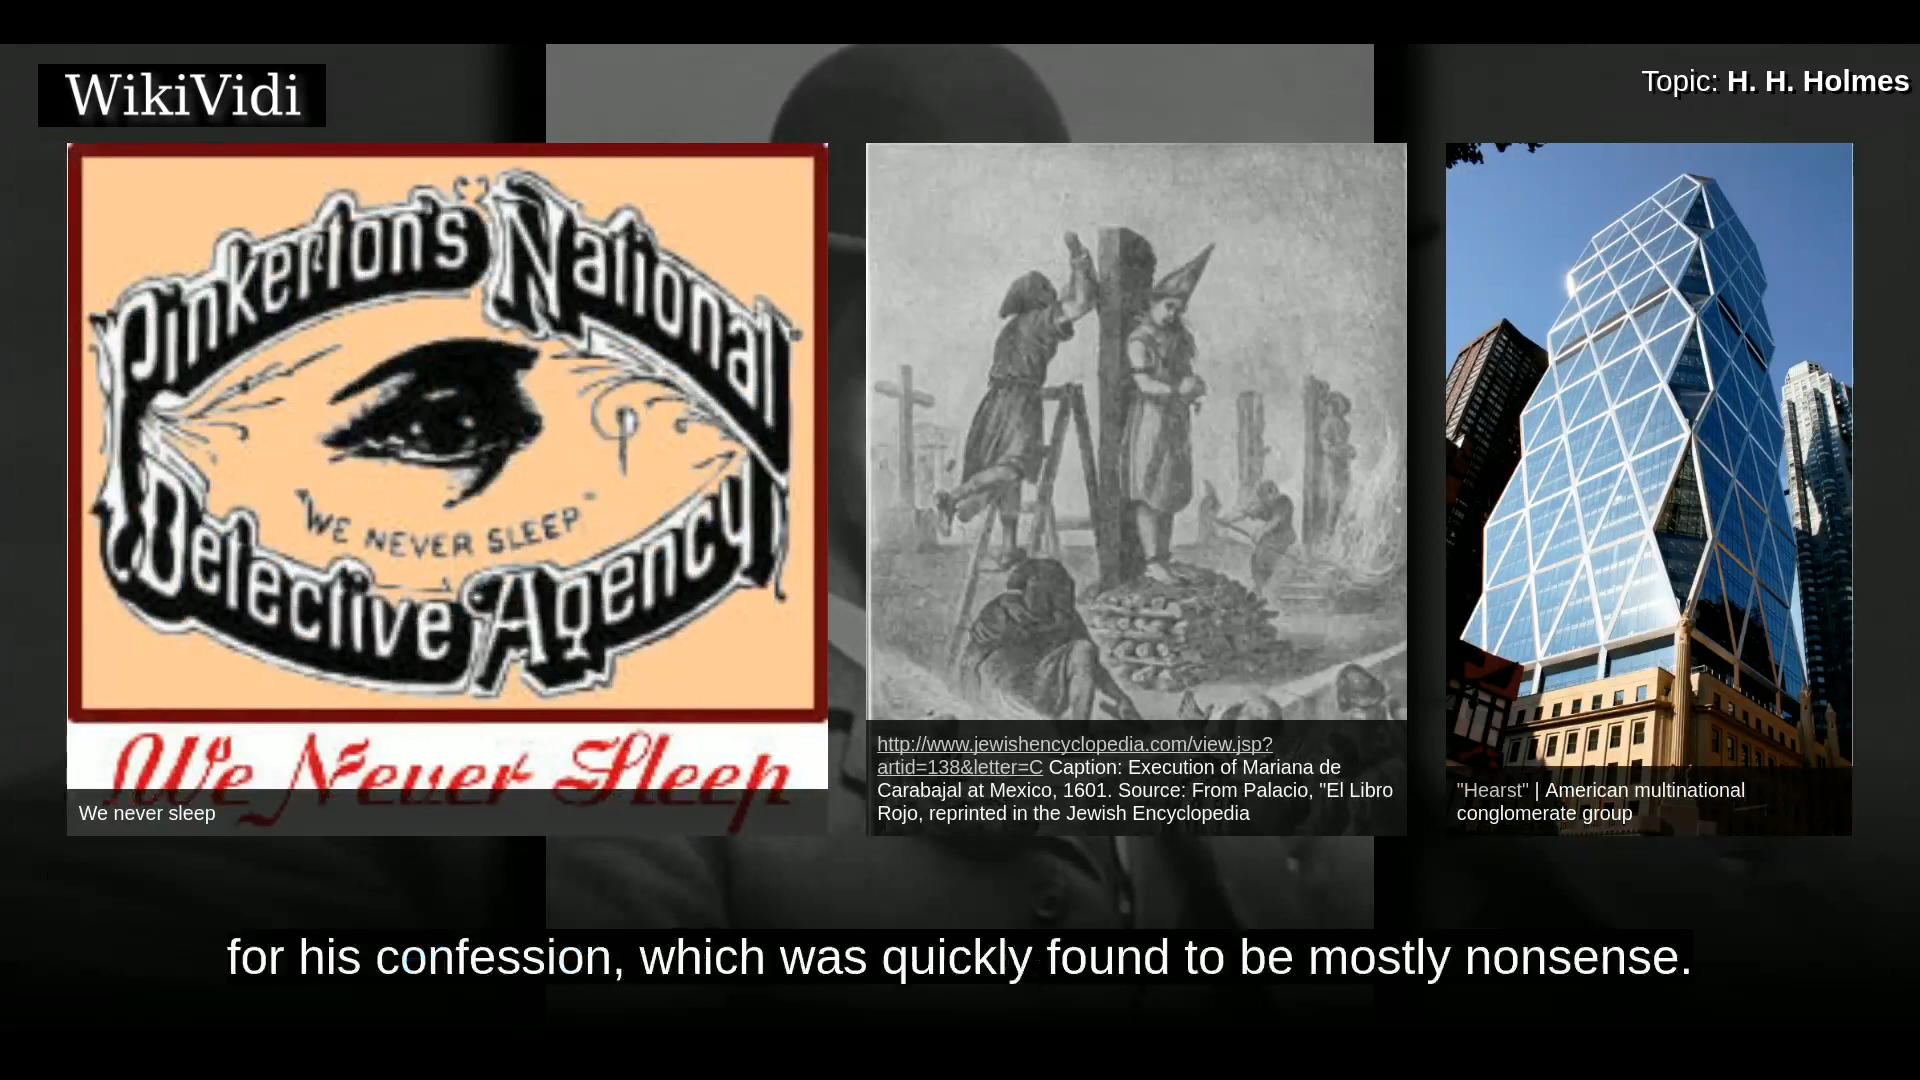 WikiVidi
Topic: H. H. Holmes
Pinkerton's National
"WE NEVER SLEEP"
Detective Agency
We Never Sleep
We never sleep
http://www.jewishencyclopedia.com/view.jsp?
artid=138&letter=C Caption: Execution of Mariana de
Carabajal at Mexico, 1601. Source: From Palacio, "El Libro
Rojo, reprinted in the Jewish Encyclopedia
"Hearst" | American multinational
conglomerate group
for his confession, which was quickly found to be mostly nonsense.